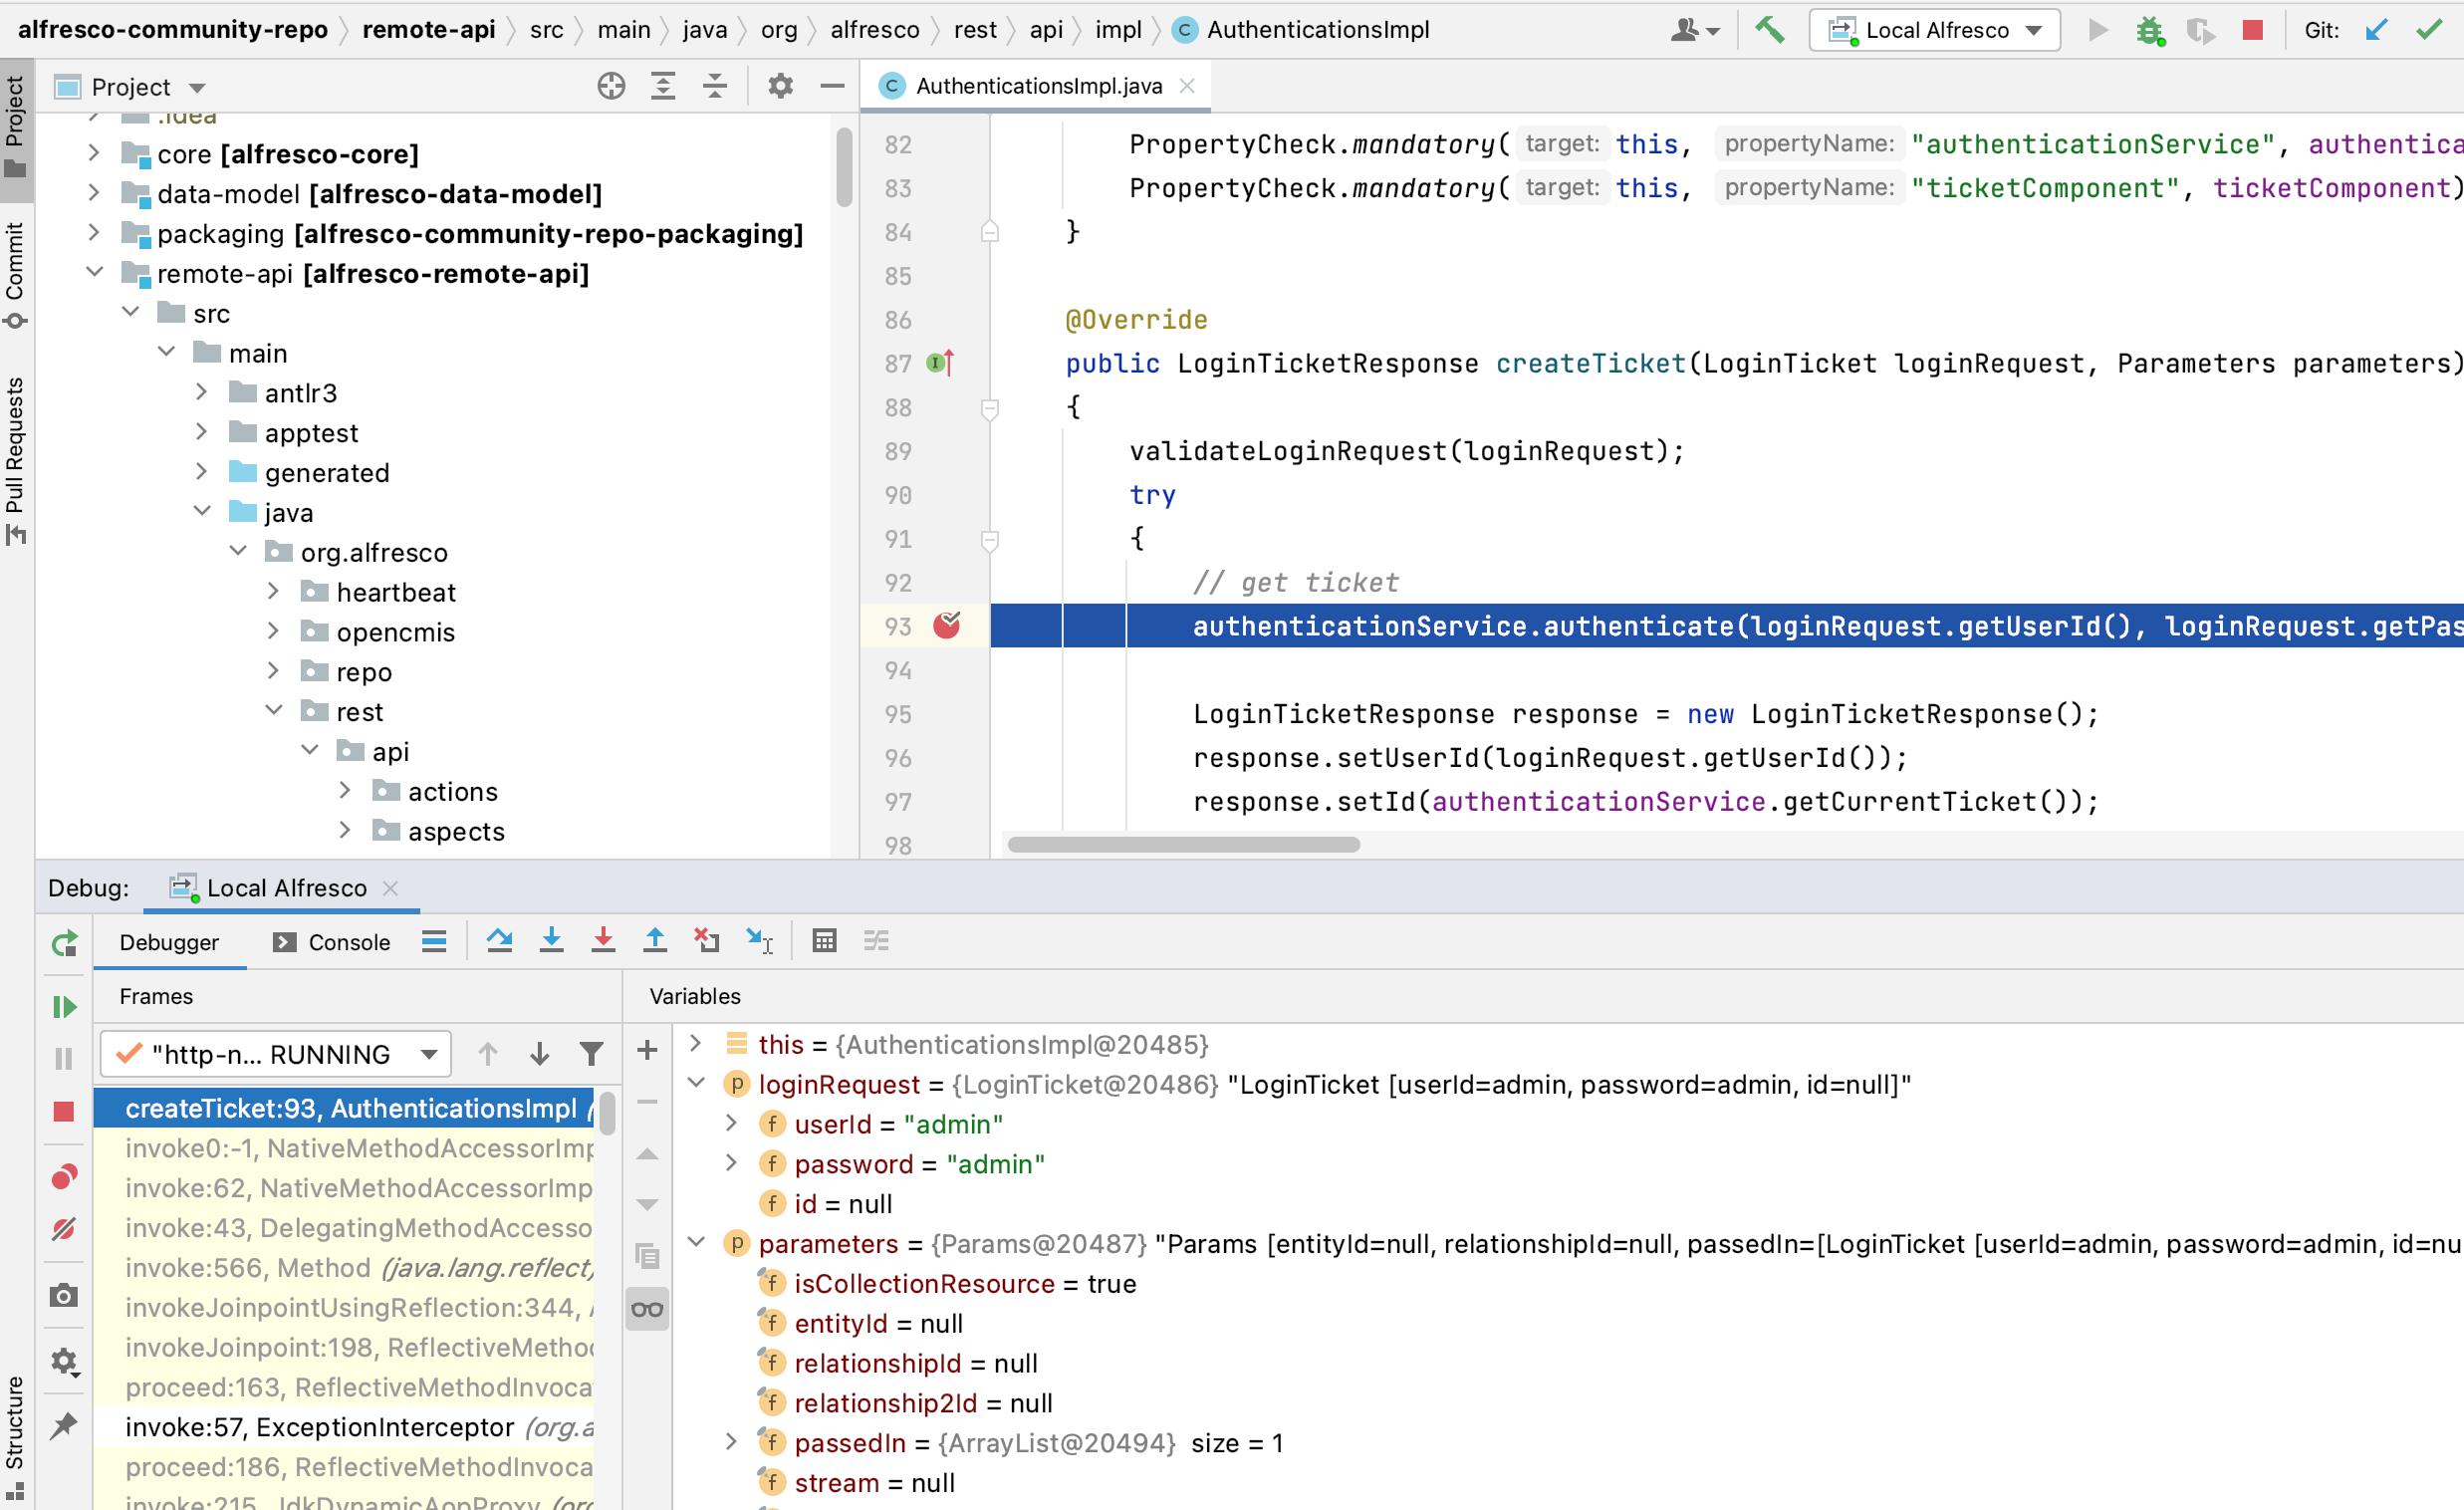 alfresco-community-repo remote-api src main java org alfresco rest api impl C AuthenticationsImpl Local Alfresco Git:
Project
Commit
Pull Requests
Structure
Project
.idea
core [alfresco-core]
data-model [alfresco-data-model]
packaging [alfresco-community-repo-packaging]
remote-api [alfresco-remote-api]
src
main
antlr3
apptest
generated
java
org.alfresco
heartbeat
opencmis
repo
rest
api
actions
aspects
C AuthenticationsImpl.java
82 PropertyCheck.mandatory( target: this, propertyName: "authenticationService", authentica
83 PropertyCheck.mandatory( target: this, propertyName: "ticketComponent", ticketComponent)
84 }
85
86 @Override
87 public LoginTicketResponse createTicket(LoginTicket loginRequest, Parameters parameters)
88 {
89 validateLoginRequest(loginRequest);
90 try
91 {
92 // get ticket
93 authenticationService.authenticate(loginRequest.getUserId(), loginRequest.getPas
94
95 LoginTicketResponse response = new LoginTicketResponse();
96 response.setUserId(loginRequest.getUserId());
97 response.setId(authenticationService.getCurrentTicket());
98
Debug: Local Alfresco
Debugger Console
Frames
"http-n... RUNNING
createTicket:93, AuthenticationsImpl (
invoke0:-1, NativeMethodAccessorImp
invoke:62, NativeMethodAccessorImp
invoke:43, DelegatingMethodAccesso
invoke:566, Method (java.lang.reflect)
invokeJoinpointUsingReflection:344, A
invokeJoinpoint:198, ReflectiveMetho
proceed:163, ReflectiveMethodInvoca
invoke:57, ExceptionInterceptor (org.a
proceed:186, ReflectiveMethodInvoca
invoke:215, JdkDynamicAopProxy (org
Variables
this = {AuthenticationsImpl@20485}
p loginRequest = {LoginTicket@20486} "LoginTicket [userId=admin, password=admin, id=null]"
f userId = "admin"
f password = "admin"
f id = null
p parameters = {Params@20487} "Params [entityId=null, relationshipId=null, passedIn=[LoginTicket [userId=admin, password=admin, id=nu
f isCollectionResource = true
f entityId = null
f relationshipId = null
f relationship2Id = null
f passedIn = {ArrayList@20494} size = 1
f stream = null